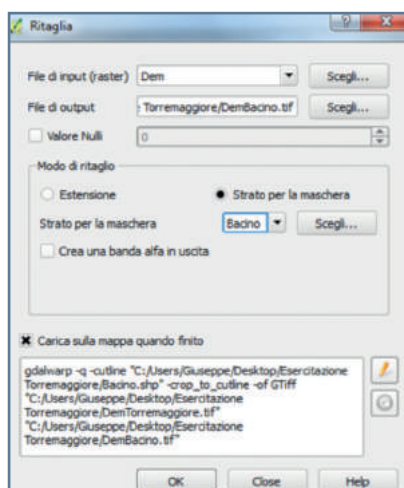 Ritaglia
File di input (raster) Dem Scegli...
File di output Torremaggiore/DemBacino.tif Scegli...
Valore Nulli 0
Modo di ritaglio
Estensione Strato per la maschera
Strato per la maschera Bacino Scegli...
Crea una banda alfa in uscita
Carica sulla mappa quando finito
gdalwarp -q -cutline "C:/Users/Giuseppe/Desktop/Esercitazione
Torremaggiore/Bacino.shp" -crop_to_cutline -of GTiff
"C:/Users/Giuseppe/Desktop/Esercitazione
Torremaggiore/DemTorremaggiore.tif"
"C:/Users/Giuseppe/Desktop/Esercitazione
Torremaggiore/DemBacino.tif"
OK Close Help